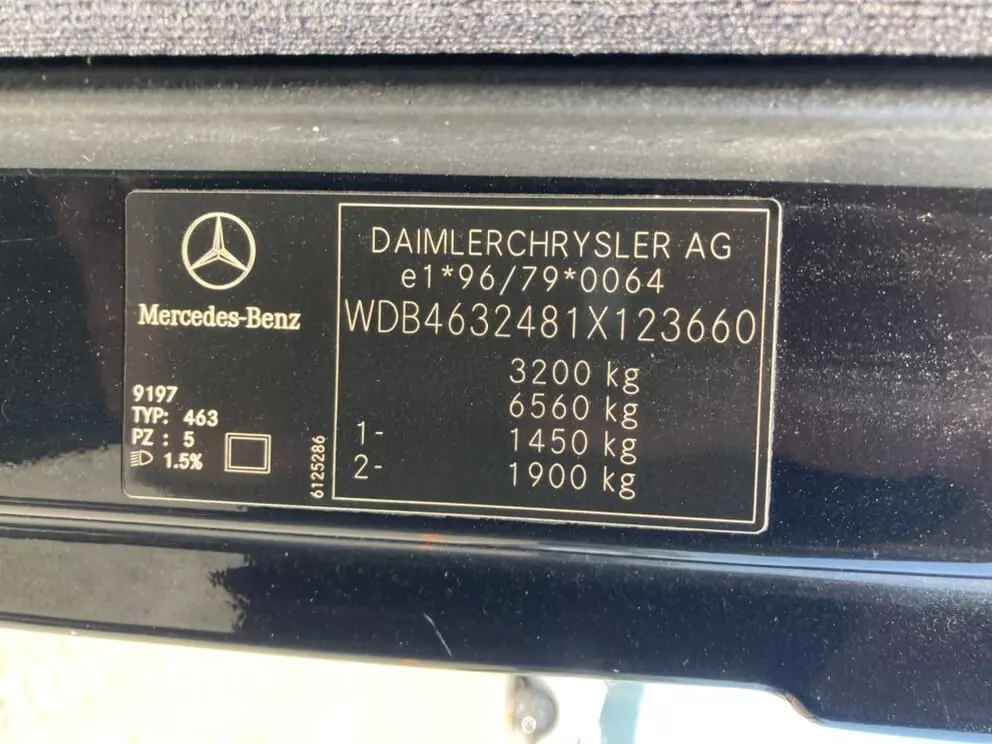 Mercedes-Benz
9197
TYP: 463
PZ : 5
1.5%
6125286
DAIMLERCHRYSLER AG
e1*96/79*0064
WDB4632481X123660
3200 kg
6560 kg
1- 1450 kg
2- 1900 kg